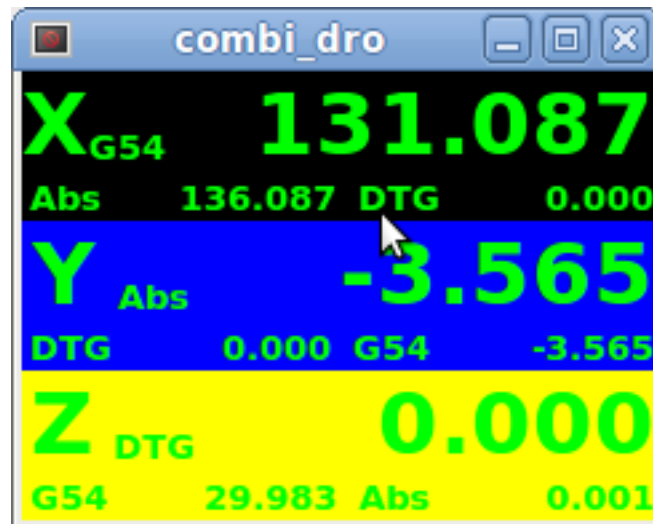 combi_dro
X G54 131.087
Abs 136.087 DTG 0.000
Y Abs -3.565
DTG 0.000 G54 -3.565
Z DTG 0.000
G54 29.983 Abs 0.001